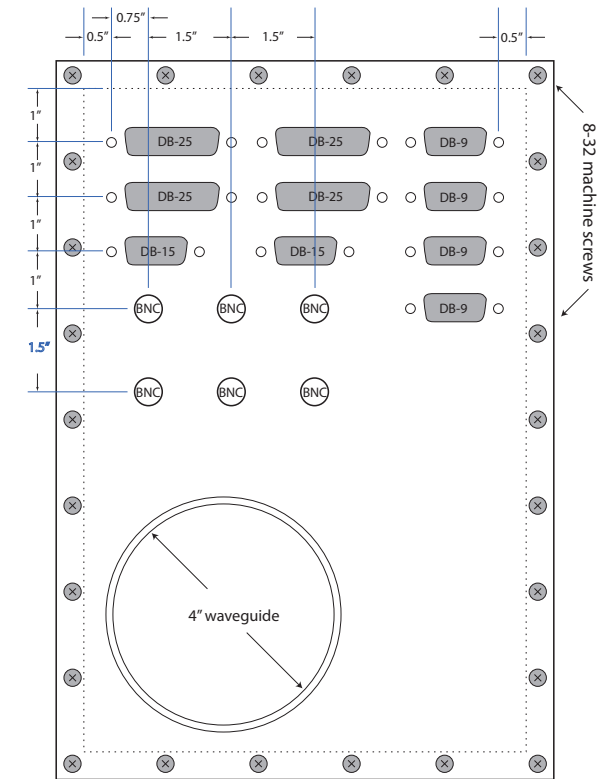 0.75"
0.5" 1.5" 1.5" 0.5"
1"
DB-25 DB-25 DB-9
1"
DB-25 DB-25 DB-9
1"
DB-15 DB-15 DB-9
1"
BNC BNC BNC DB-9
1.5"
BNC BNC BNC
4" waveguide
8-32 machine screws